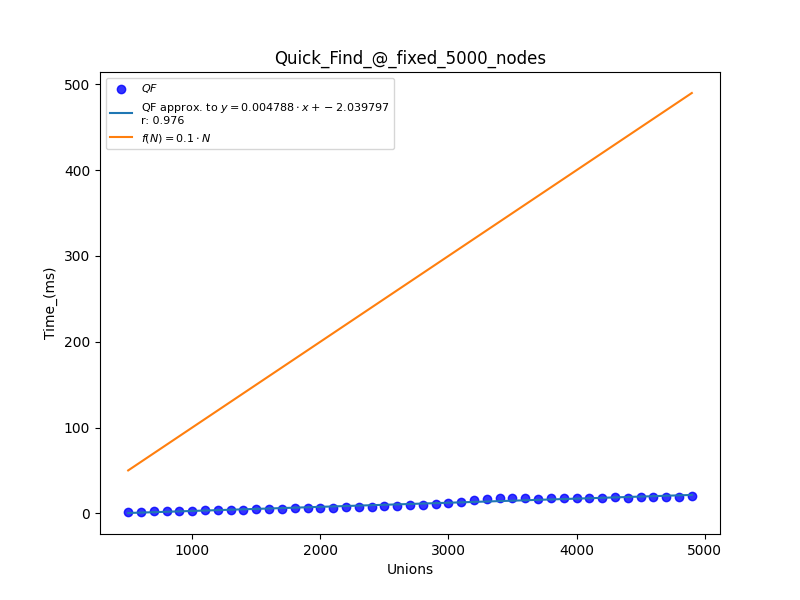 Quick_Find_@_fixed_5000_nodes
QF
QF approx. to y = 0.004788 · x + − 2.039797
r: 0.976
f(N) = 0.1 · N
500
400
300
200
100
0
Time_(ms)
1000 2000 3000 4000 5000
Unions